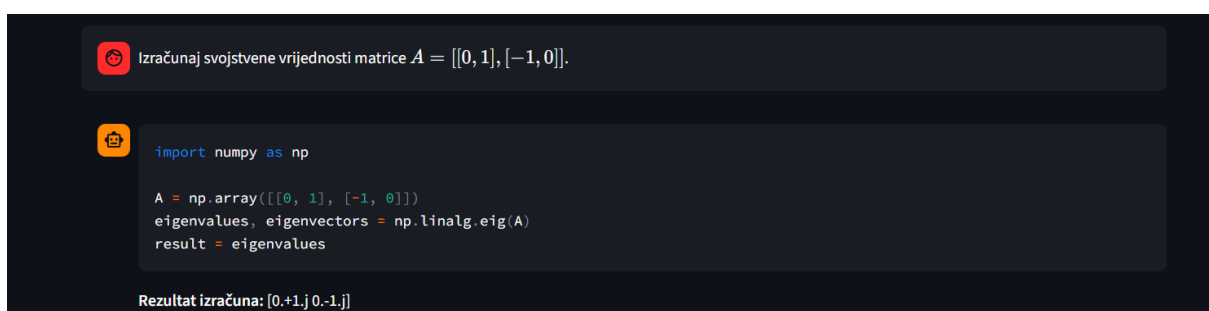 Izračunaj svojstvene vrijednosti matrice A = [[0, 1], [−1, 0]].
import numpy as np
A = np.array([[0, 1], [-1, 0]])
eigenvalues, eigenvectors = np.linalg.eig(A)
result = eigenvalues
Rezultat izračuna: [0.+1.j 0.-1.j]